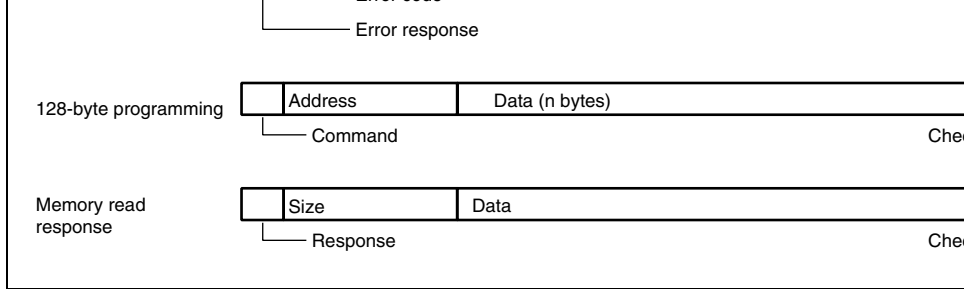 Error response
128-byte programming
Address
Data (n bytes)
Command
Memory read
response
Size
Data
Response